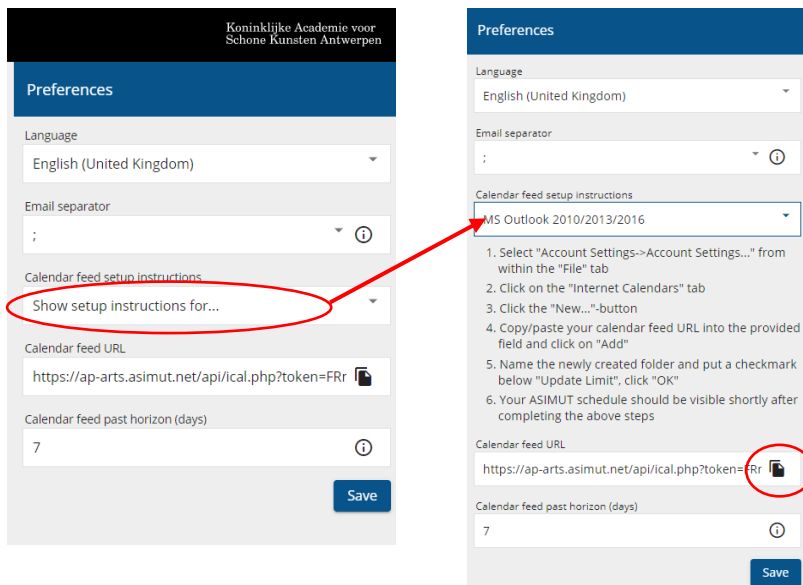 Koninklijke Academie voor
Schone Kunsten Antwerpen
Preferences
Language
English (United Kingdom)
Email separator
;
Calendar feed setup instructions
Show setup instructions for...
Calendar feed URL
https://ap-arts.asimut.net/api/ical.php?token=FRr
Calendar feed past horizon (days)
7
Save
Preferences
Language
English (United Kingdom)
Email separator
;
Calendar feed setup instructions
MS Outlook 2010/2013/2016
1. Select "Account Settings->Account Settings..." from
within the "File" tab
2. Click on the "Internet Calendars" tab
3. Click the "New..."-button
4. Copy/paste your calendar feed URL into the provided
field and click on "Add"
5. Name the newly created folder and put a checkmark
below "Update Limit", click "OK"
6. Your ASIMUT schedule should be visible shortly after
completing the above steps
Calendar feed URL
https://ap-arts.asimut.net/api/ical.php?token=FRr
Calendar feed past horizon (days)
7
Save